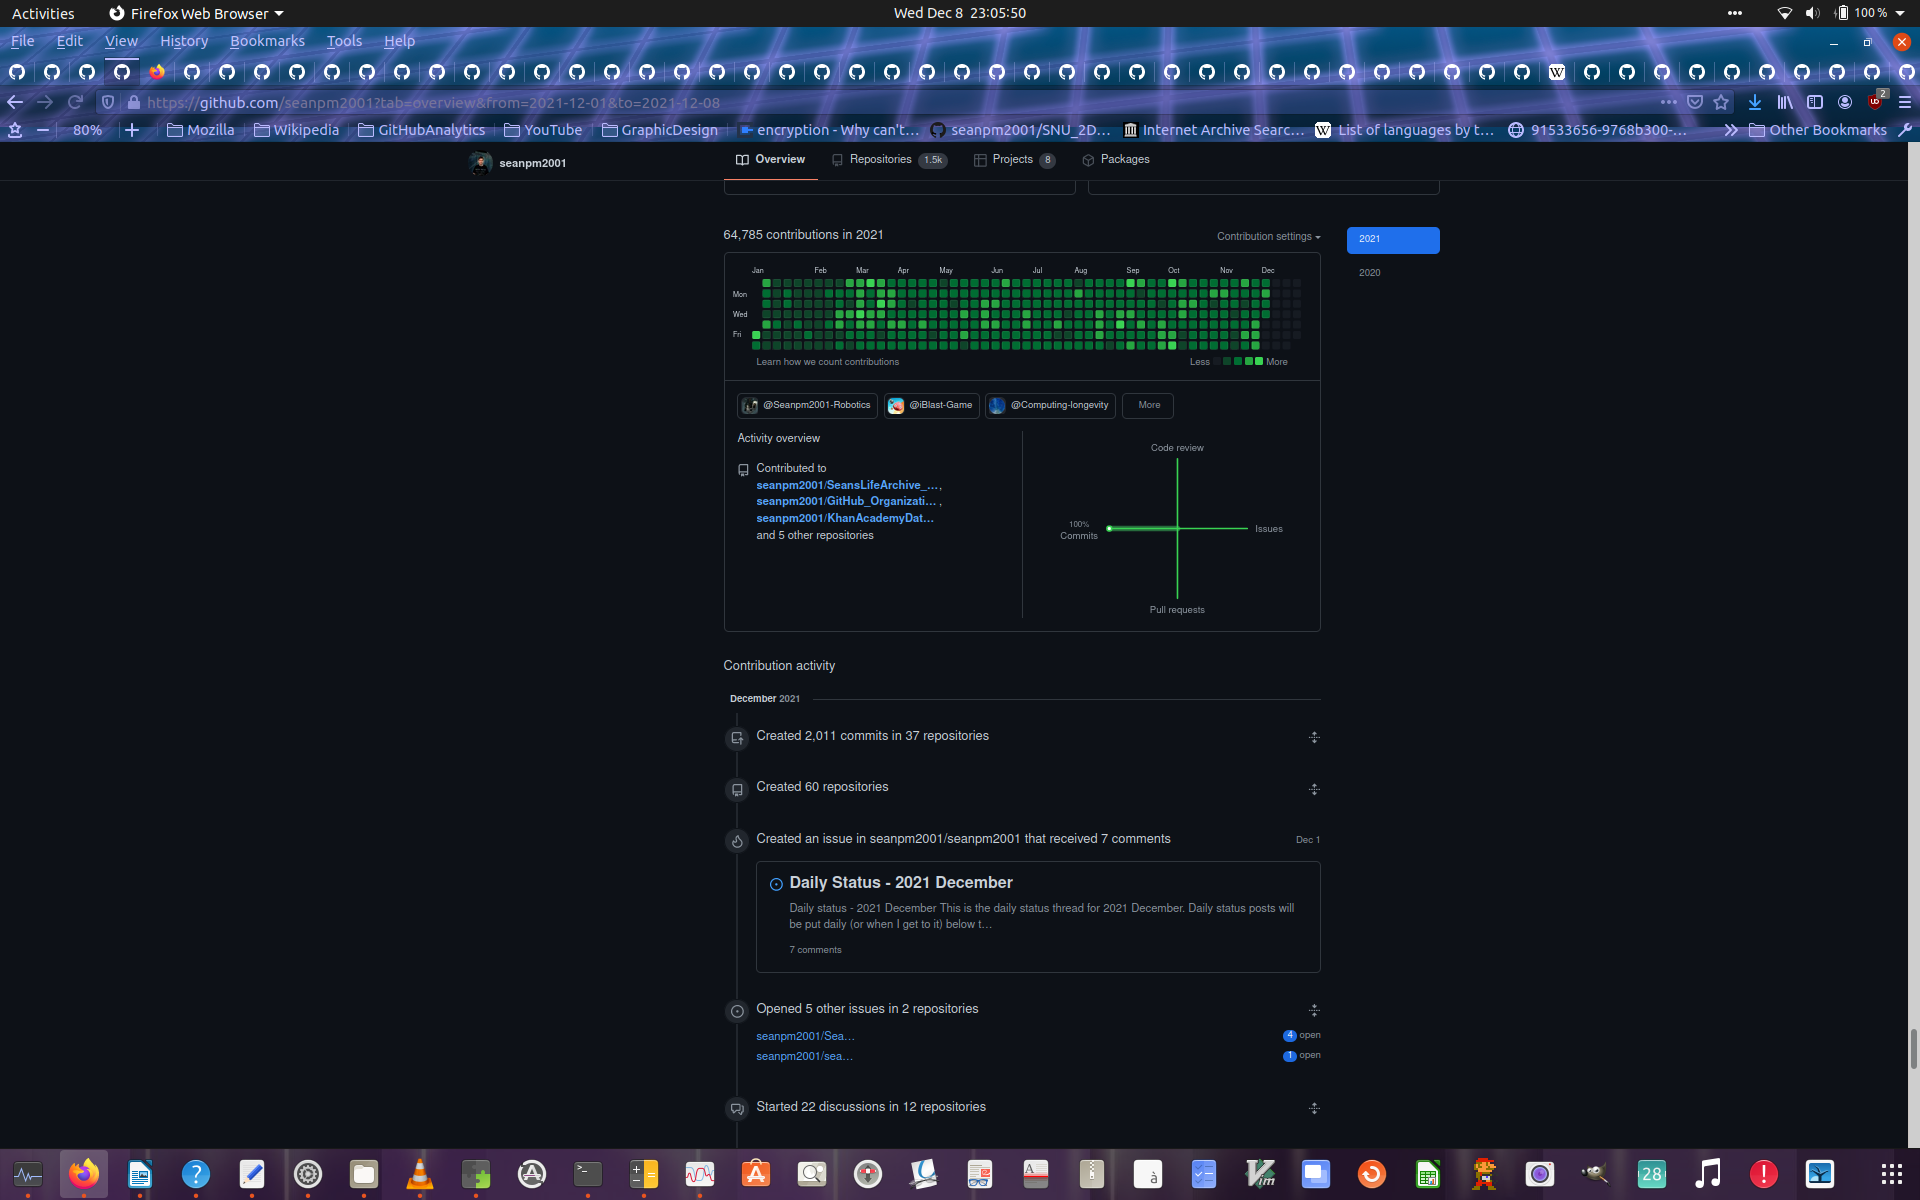 Activities
Firefox Web Browser
Wed Dec 8 23:05:50
100 %
File Edit View History Bookmarks Tools Help
https://github.com/seanpm2001?tab=overview&from=2021-12-01&to=2021-12-08
2
80%
Mozilla
Wikipedia
GitHubAnalytics
YouTube
GraphicDesign
encryption - Why can't…
seanpm2001/SNU_2D…
Internet Archive Searc…
List of languages by t…
91533656-9768b300-…
Other Bookmarks
seanpm2001
Overview
Repositories 1.5k
Projects 8
Packages
64,785 contributions in 2021
Contribution settings
2021
2020
Jan Feb Mar Apr May Jun Jul Aug Sep Oct Nov Dec
Mon
Wed
Fri
Learn how we count contributions
Less More
@Seanpm2001-Robotics
@iBlast-Game
@Computing-longevity
More
Activity overview
Contributed to
seanpm2001/SeansLifeArchive_…,
seanpm2001/GitHub_Organizati… ,
seanpm2001/KhanAcademyDat…
and 5 other repositories
Code review
100%
Commits
Issues
Pull requests
Contribution activity
December 2021
Created 2,011 commits in 37 repositories
Created 60 repositories
Created an issue in seanpm2001/seanpm2001 that received 7 comments
Dec 1
Daily Status - 2021 December
Daily status - 2021 December This is the daily status thread for 2021 December. Daily status posts will
be put daily (or when I get to it) below t…
7 comments
Opened 5 other issues in 2 repositories
seanpm2001/Sea…
4 open
seanpm2001/sea…
1 open
Started 22 discussions in 12 repositories
28